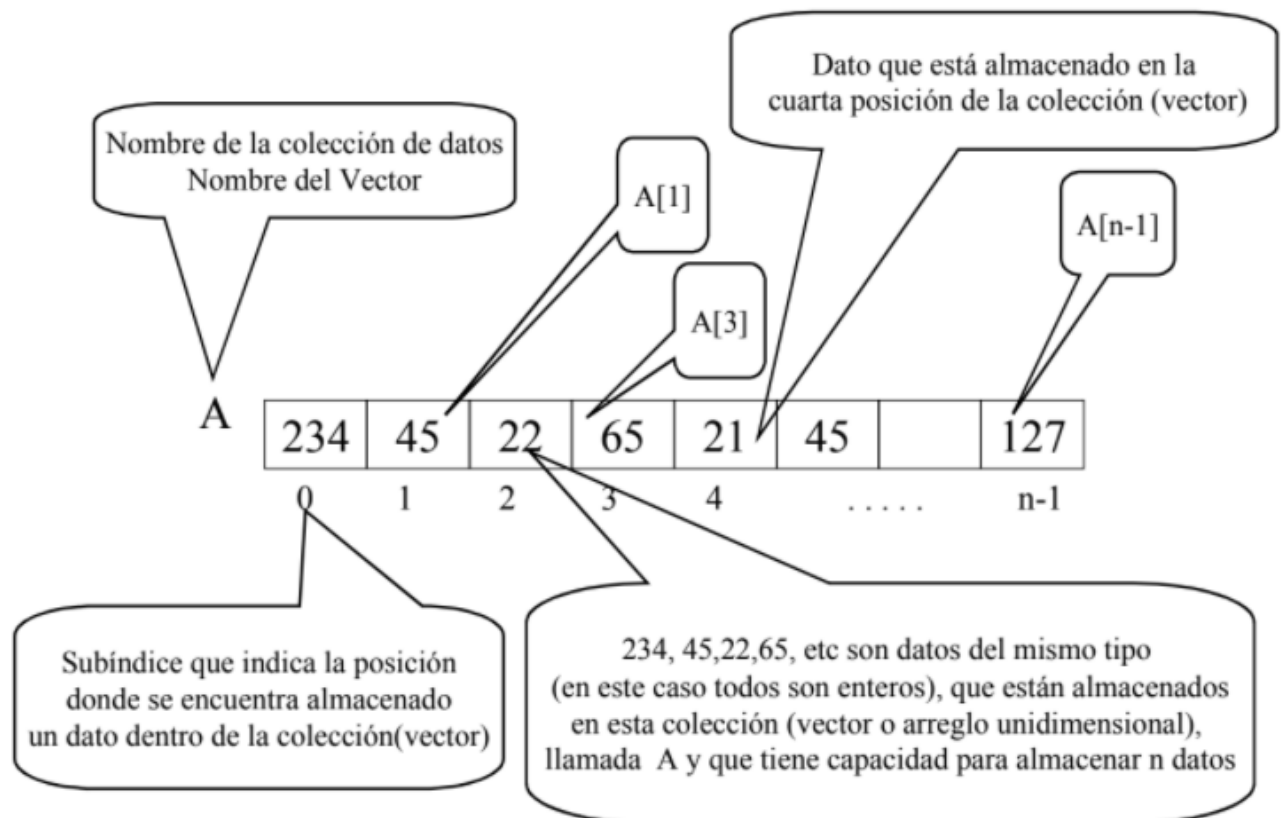 Dato que está almacenado en la
cuarta posición de la colección (vector)
Nombre de la colección de datos
Nombre del Vector
A[1]
A[n-1]
A[3]
A
234 45 22 65 21 45 127
0 1 2 3 4 ..... n-1
Subíndice que indica la posición
donde se encuentra almacenado
un dato dentro de la colección(vector)
234, 45,22,65, etc son datos del mismo tipo
(en este caso todos son enteros), que están almacenados
en esta colección (vector o arreglo unidimensional),
llamada A y que tiene capacidad para almacenar n datos